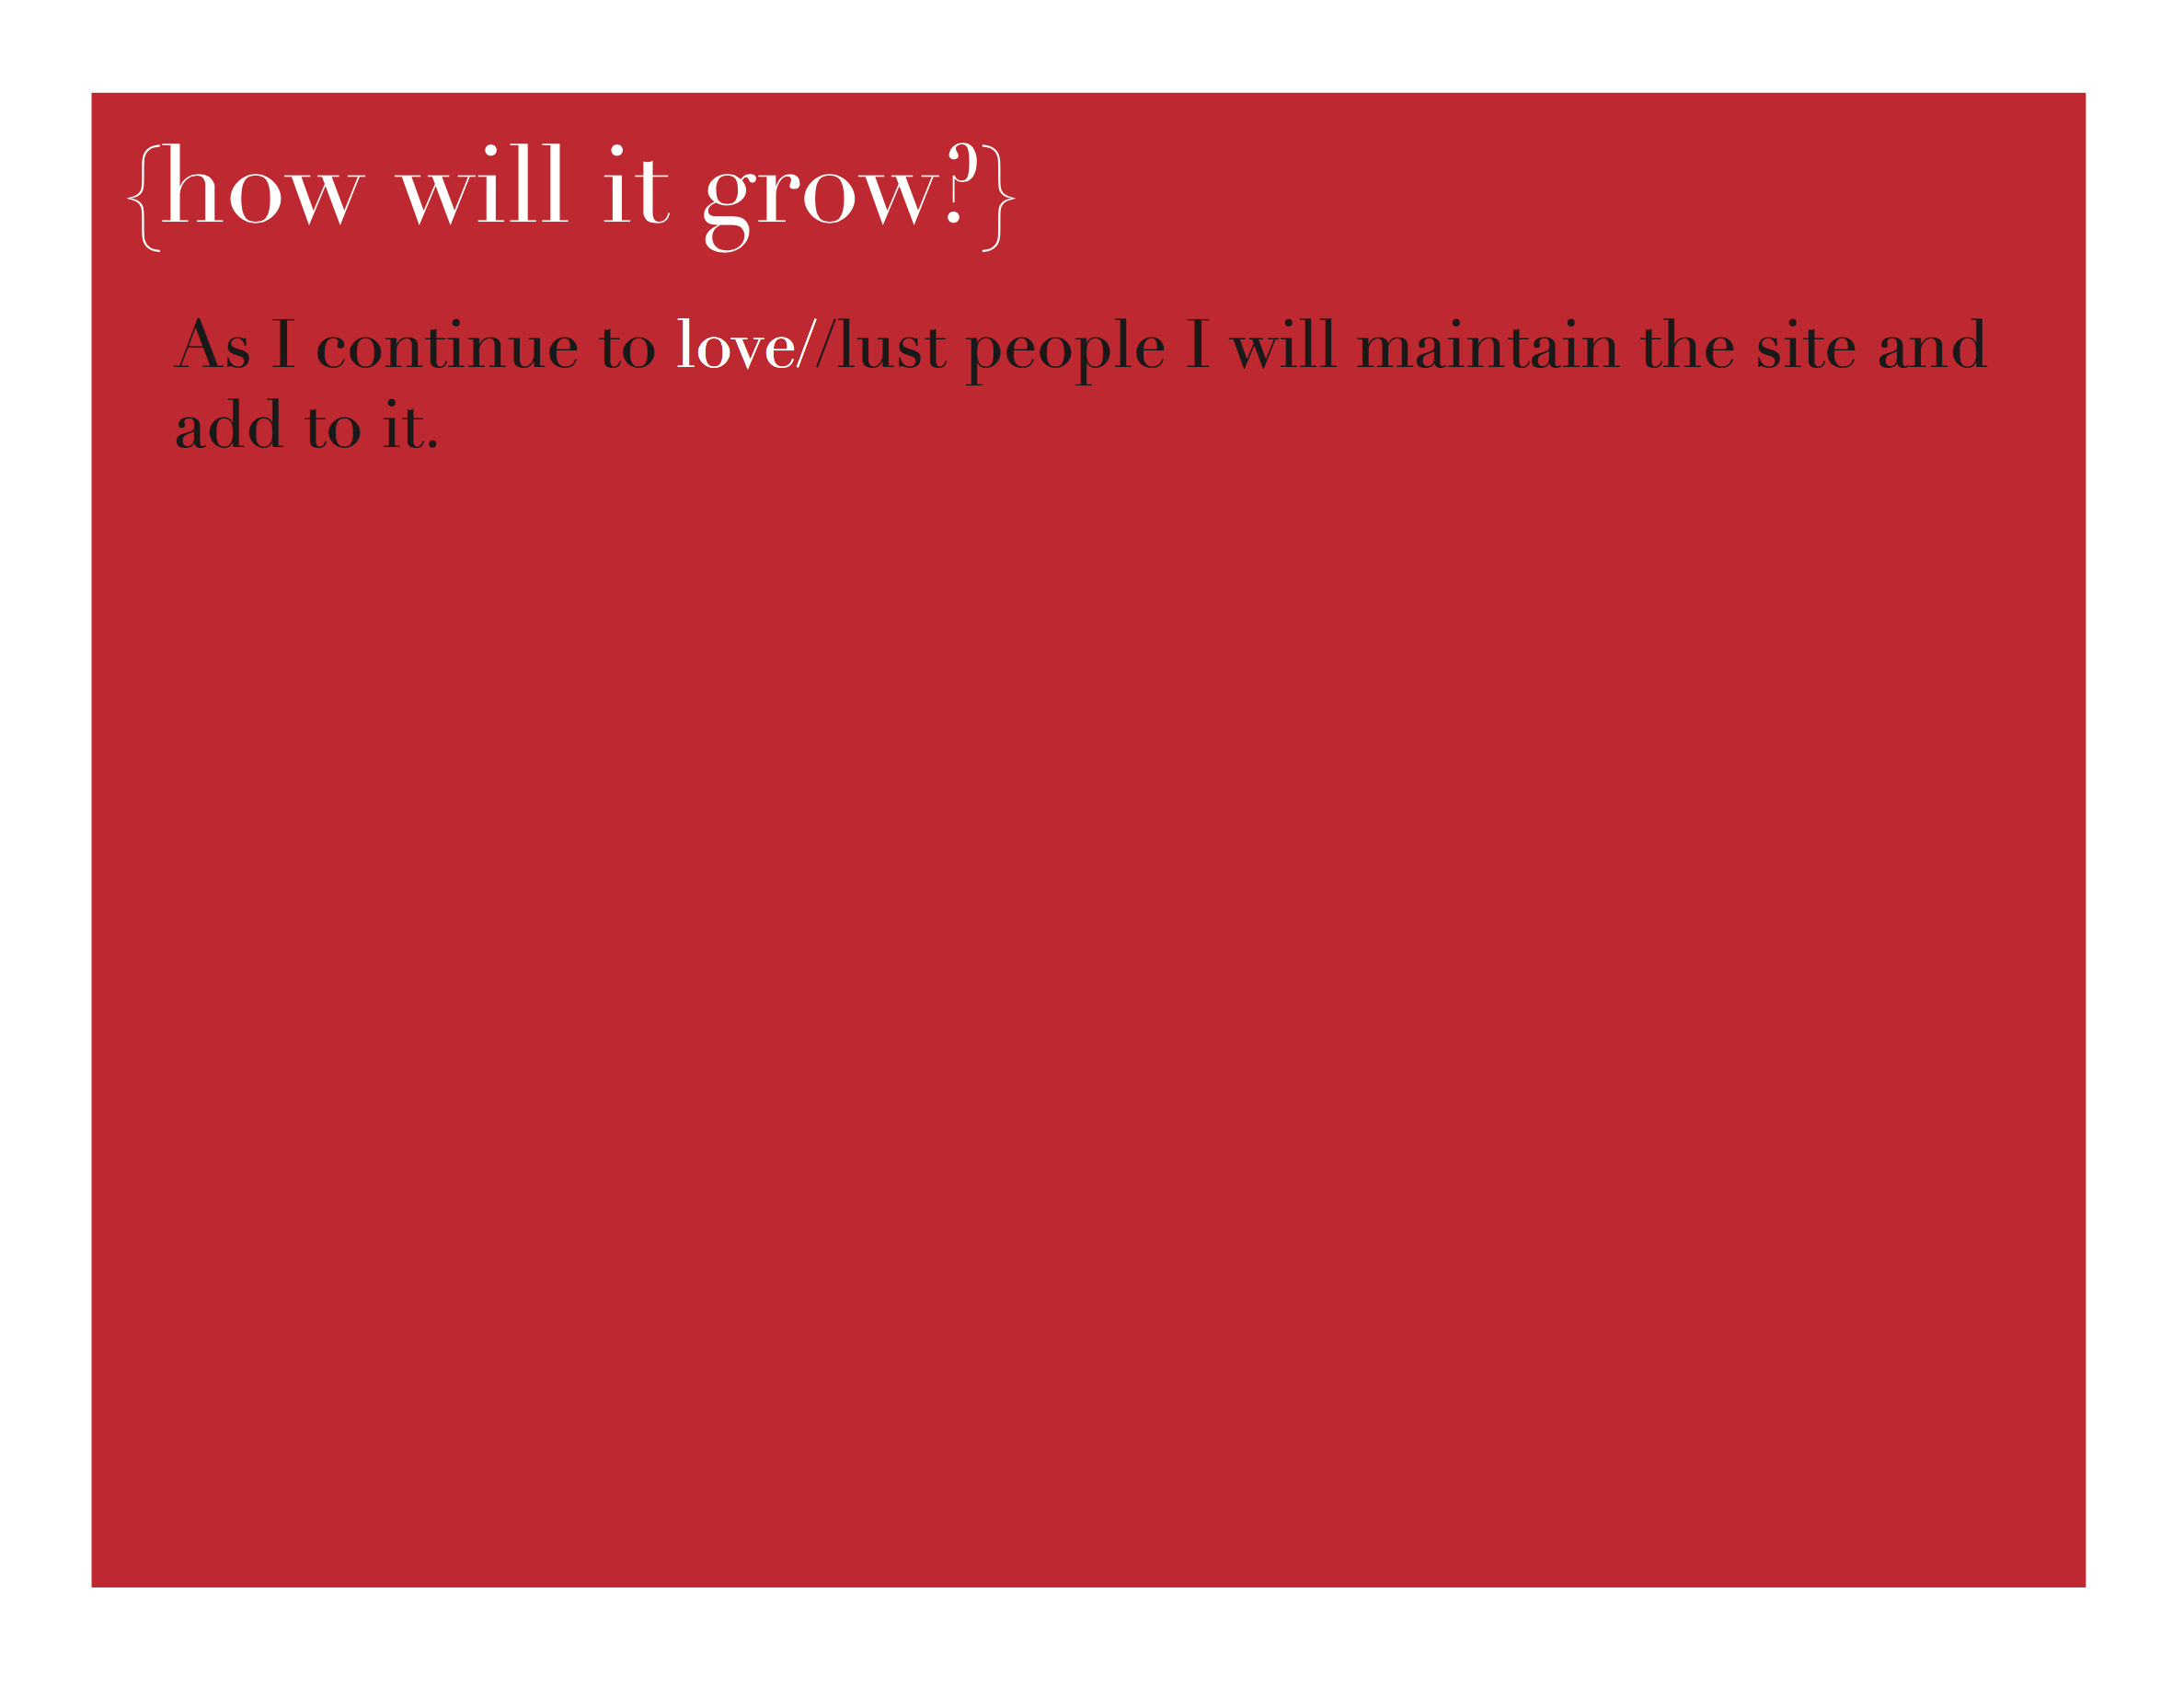 {how will it grow?}
As I continue to love//lust people I will maintain the site and
add to it.